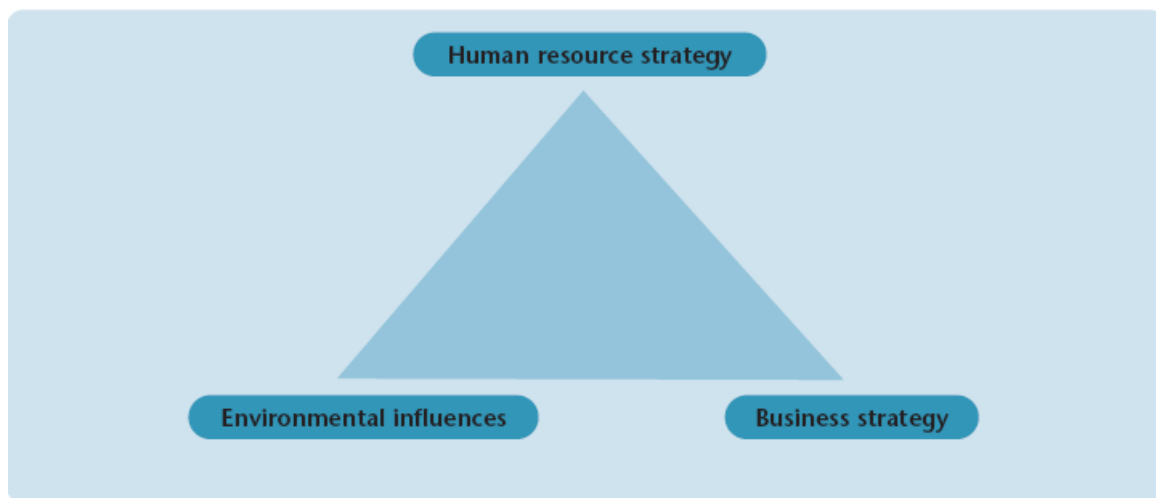 Human resource strategy
Environmental influences
Business strategy